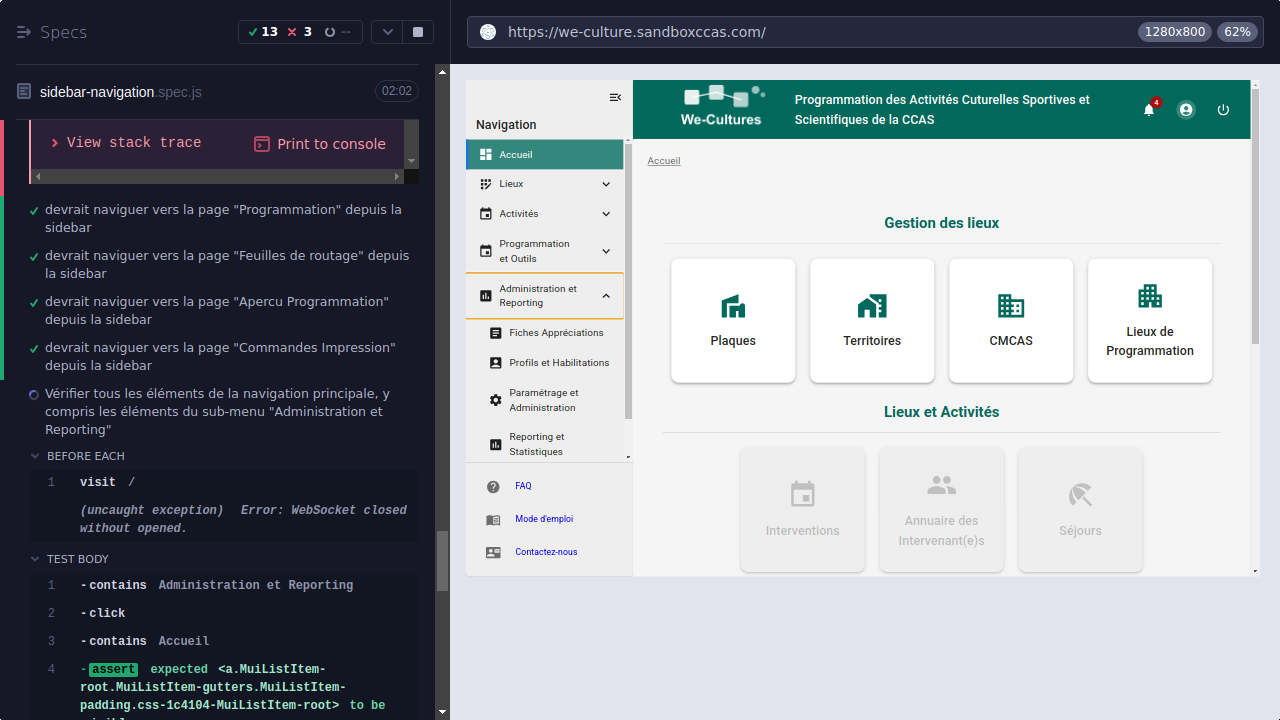 Specs
13
3
--
sidebar-navigation.spec.js
02:02
View stack trace
Print to console
devrait naviguer vers la page "Programmation" depuis la
sidebar
devrait naviguer vers la page "Feuilles de routage" depuis
la sidebar
devrait naviguer vers la page "Apercu Programmation"
depuis la sidebar
devrait naviguer vers la page "Commandes Impression"
depuis la sidebar
Vérifier tous les éléments de la navigation principale, y
compris les éléments du sub-menu "Administration et
Reporting"
BEFORE EACH
1 visit /
(uncaught exception) Error: WebSocket closed
without opened.
TEST BODY
1 -contains Administration et Reporting
2 -click
3 -contains Accueil
4 -assert expected <a.MuiListItem-
root.MuiListItem-gutters.MuiListItem-
padding.css-1c4104-MuiListItem-root> to be
https://we-culture.sandboxccas.com/
1280x800
62%
Navigation
Accueil
Lieux
Activités
Programmation
et Outils
Administration et
Reporting
Fiches Appréciations
Profils et Habilitations
Paramétrage et
Administration
Reporting et
Statistiques
FAQ
Mode d'emploi
Contactez-nous
We-Cultures
Programmation des Activités Cuturelles Sportives et
Scientifiques de la CCAS
4
Accueil
Gestion des lieux
Plaques
Territoires
CMCAS
Lieux de
Programmation
Lieux et Activités
Interventions
Annuaire des
Intervenant(e)s
Séjours